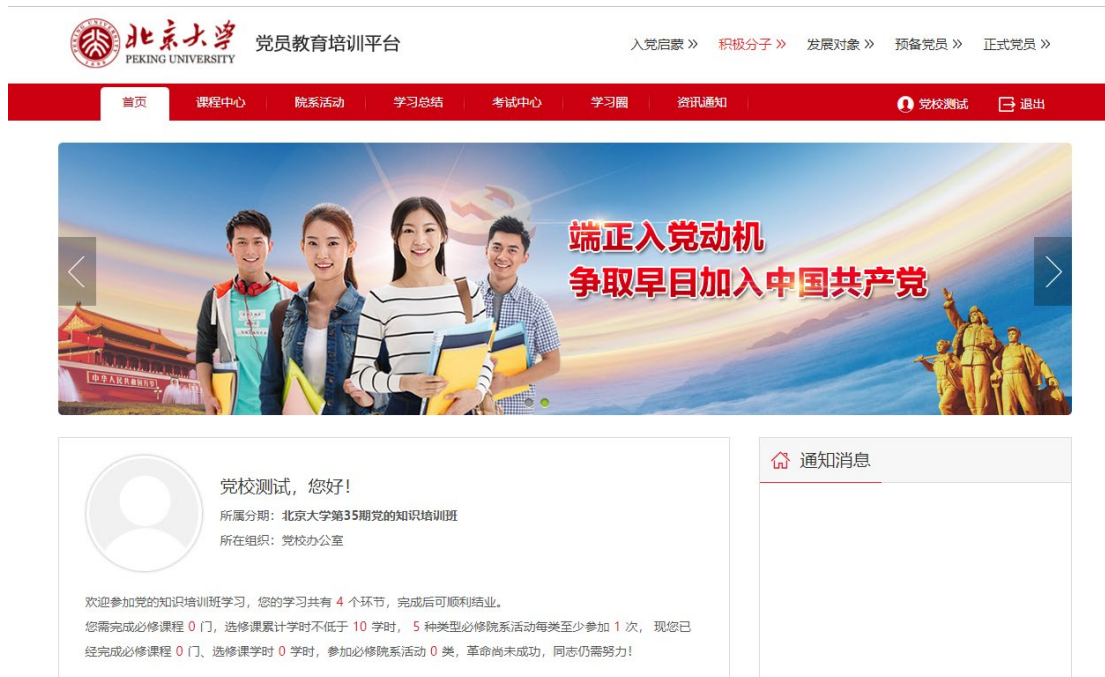 北京大学
PEKING UNIVERSITY
党员教育培训平台
入党启蒙 » 积极分子 » 发展对象 » 预备党员 » 正式党员 »
首页 课程中心 院系活动 学习总结 考试中心 学习圈 资讯通知 党校测试 退出
端正入党动机
争取早日加入中国共产党
中华人民共和国万岁
通知消息
党校测试，您好！
所属分期：北京大学第35期党的知识培训班
所在组织：党校办公室
欢迎参加党的知识培训班学习，您的学习共有 4 个环节，完成后可顺利结业。
您需完成必修课程 0 门，选修课累计学时不低于 10 学时， 5 种类型必修院系活动每类至少参加 1 次， 现您已
经完成必修课程 0 门、选修课学时 0 学时，参加必修院系活动 0 类，革命尚未成功，同志仍需努力！